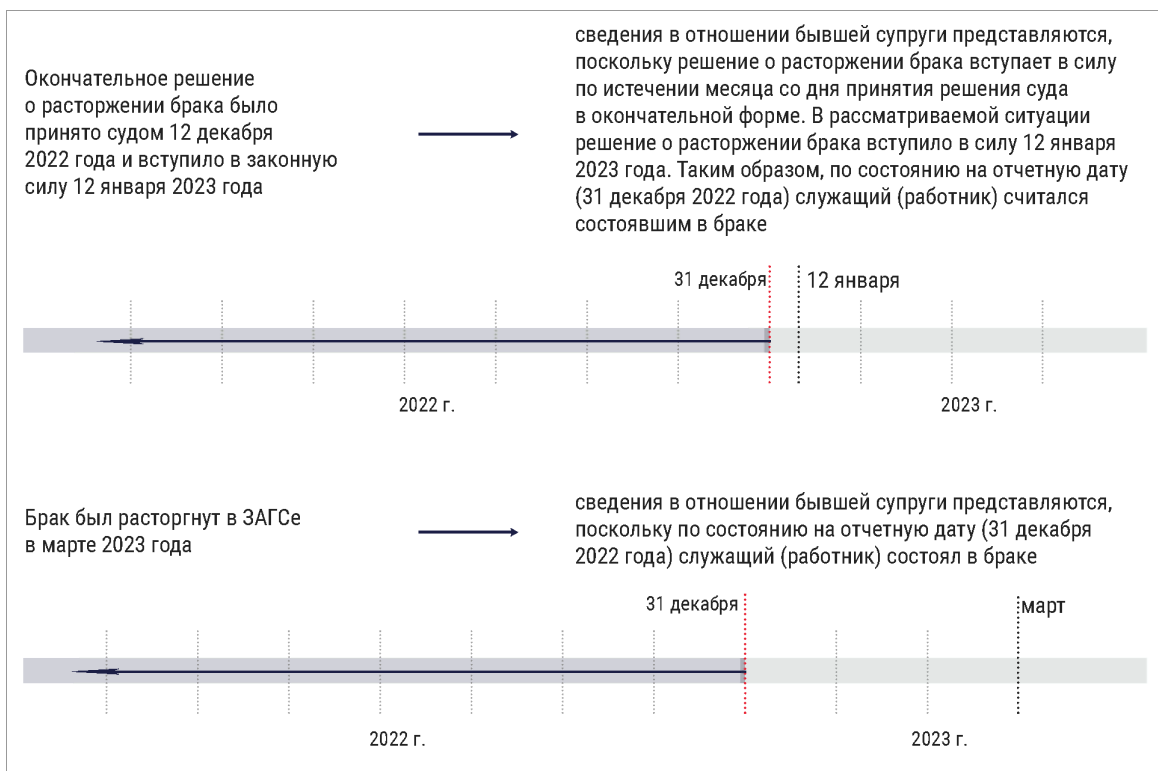 Окончательное решение
о расторжении брака было
принято судом 12 декабря
2022 года и вступило в законную
силу 12 января 2023 года
сведения в отношении бывшей супруги представляются,
поскольку решение о расторжении брака вступает в силу
по истечении месяца со дня принятия решения суда
в окончательной форме. В рассматриваемой ситуации
решение о расторжении брака вступило в силу 12 января
2023 года. Таким образом, по состоянию на отчетную дату
(31 декабря 2022 года) служащий (работник) считался
состоявшим в браке
31 декабря
12 января
2022 г.
2023 г.
Брак был расторгнут в ЗАГСе
в марте 2023 года
сведения в отношении бывшей супруги представляются,
поскольку по состоянию на отчетную дату (31 декабря
2022 года) служащий (работник) состоял в браке
31 декабря
март
2022 г.
2023 г.